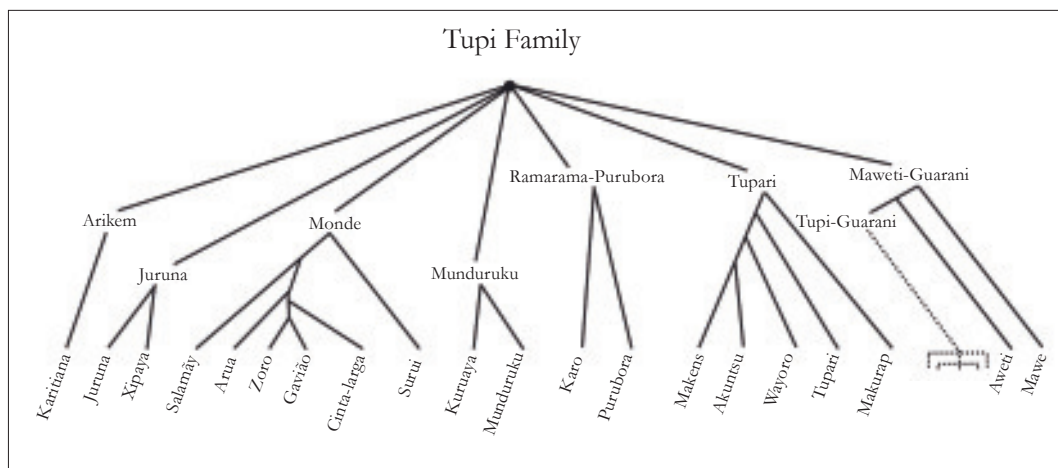 Tupi Family
Ramarama-Purubora
Maweti-Guarani
Tupari
Arikem
Monde
Tupi-Guarani
Juruna
Munduruku
Karitiana
Juruna
Xipaya
Salamãy
Arua
Zoro
Gavião
Cinta-larga
Surui
Kuruaya
Munduruku
Karo
Purubora
Makens
Akuntsu
Wayoro
Tupari
Makurap
Aweti
Mawe